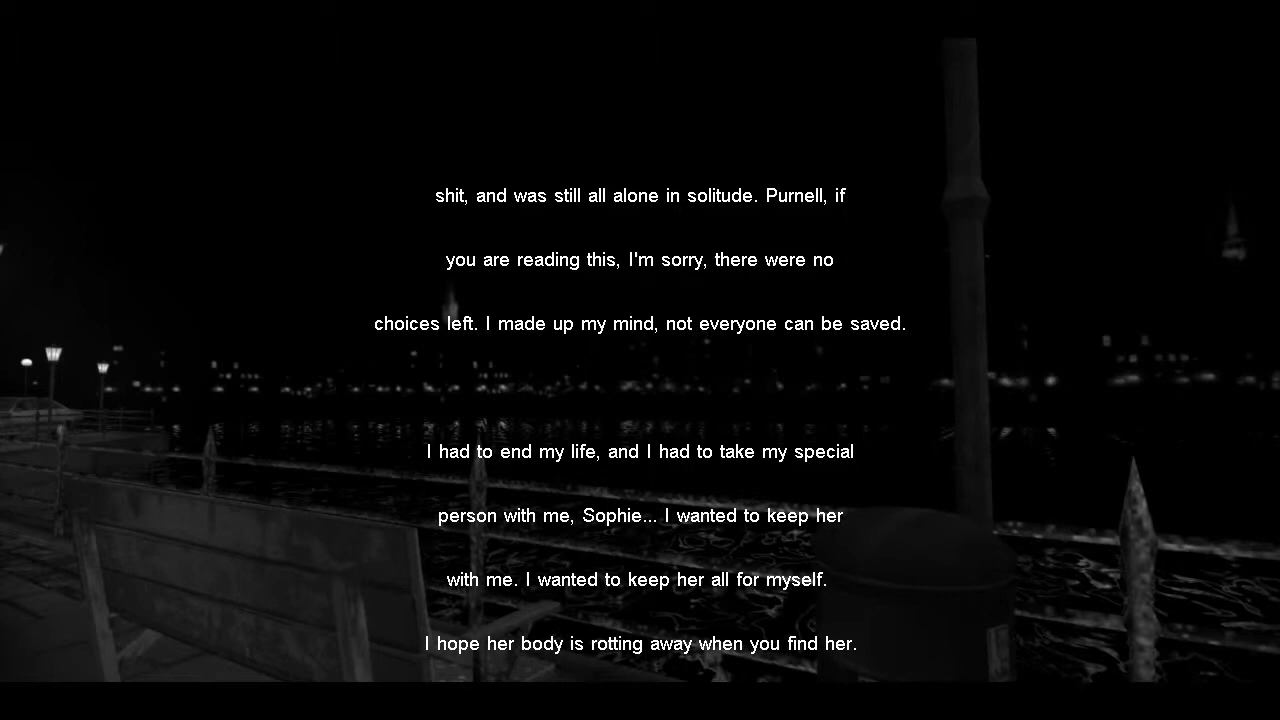 shit, and was still all alone in solitude. Purnell, if
you are reading this, I'm sorry, there were no
choices left. I made up my mind, not everyone can be saved.
I had to end my life, and I had to take my special
person with me, Sophie... I wanted to keep her
with me. I wanted to keep her all for myself.
I hope her body is rotting away when you find her.